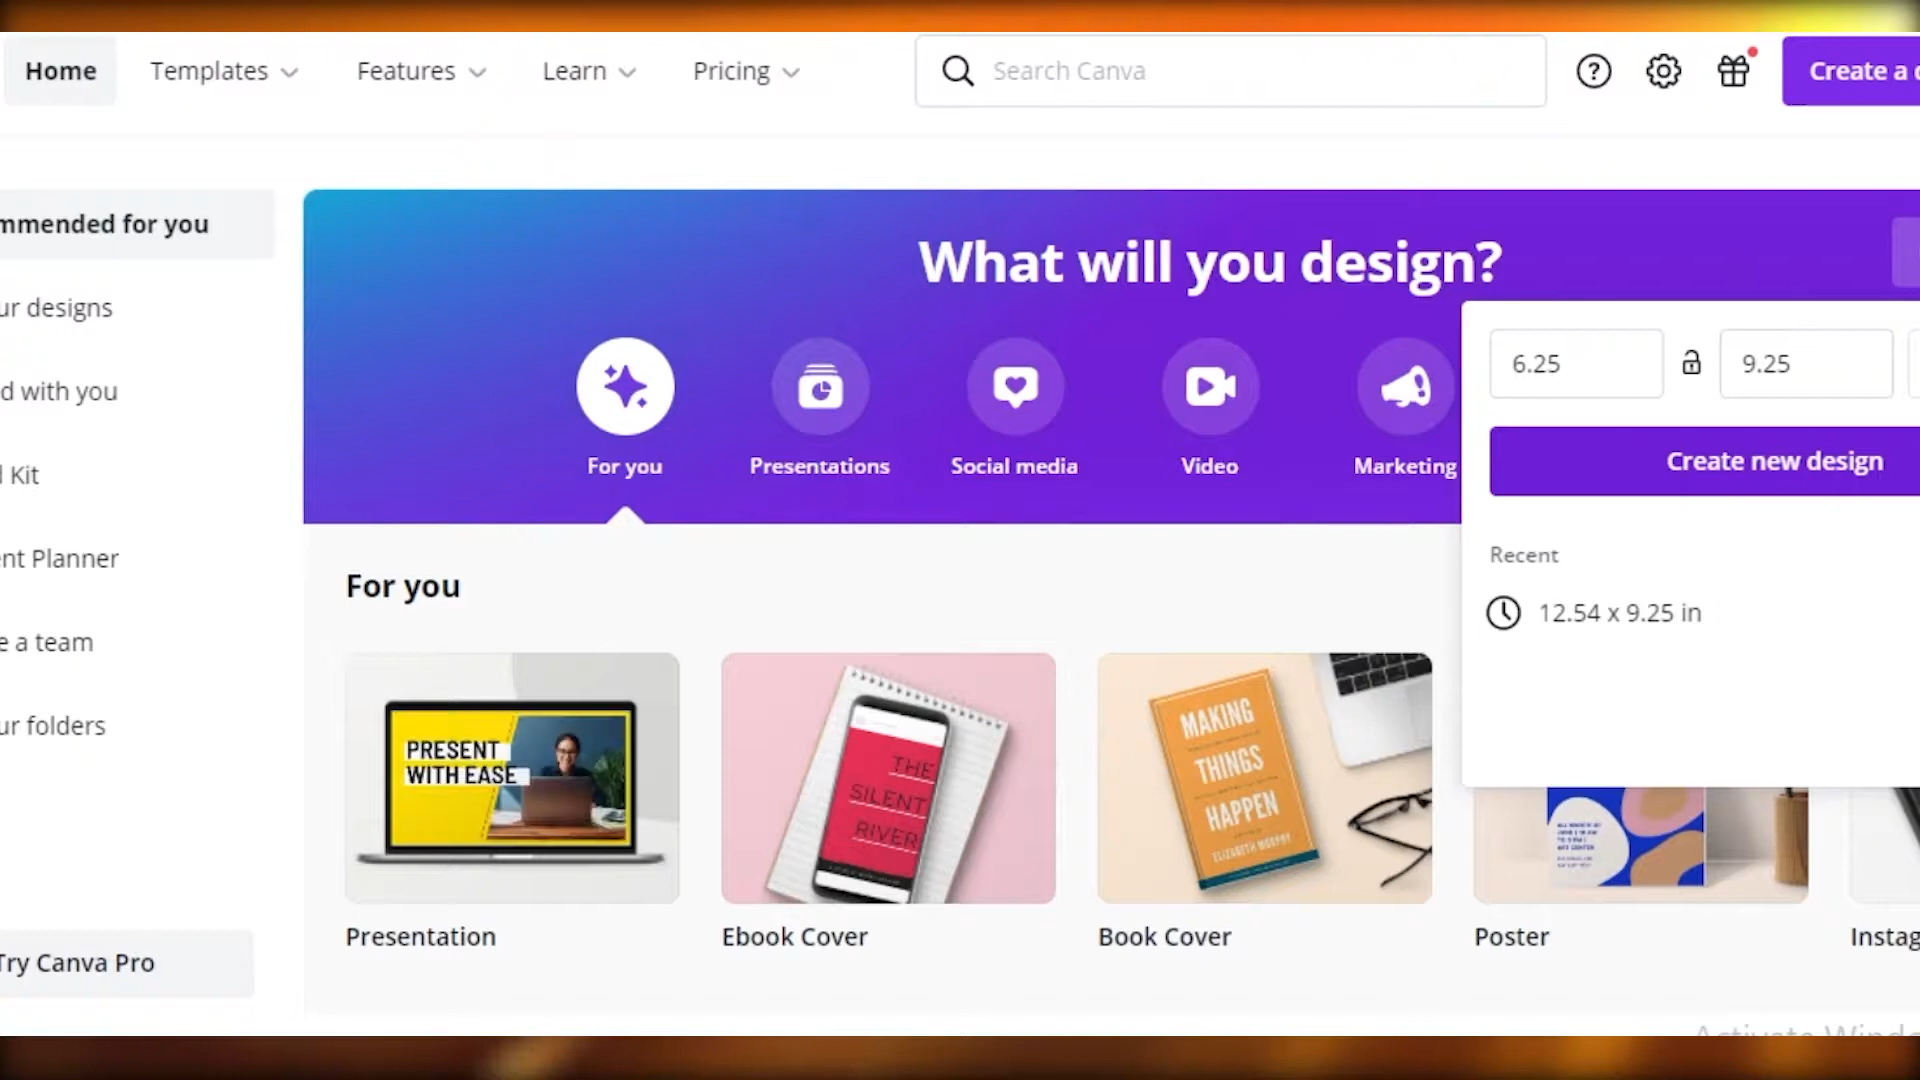 Home
Templates
Features
Learn
Pricing
Search Canva
Create a
mmended for you
ur designs
d with you
Kit
nt Planner
e a team
ur folders
Try Canva Pro
What will you design?
For you
Presentations
Social media
Video
Marketing
6.25
9.25
Create new design
Recent
12.54 x 9.25 in
For you
PRESENT
WITH EASE
THE
SILENT
RIVER
MAKING
THINGS
HAPPEN
ELIZABETH MURPHY
Presentation
Ebook Cover
Book Cover
Poster
Instag